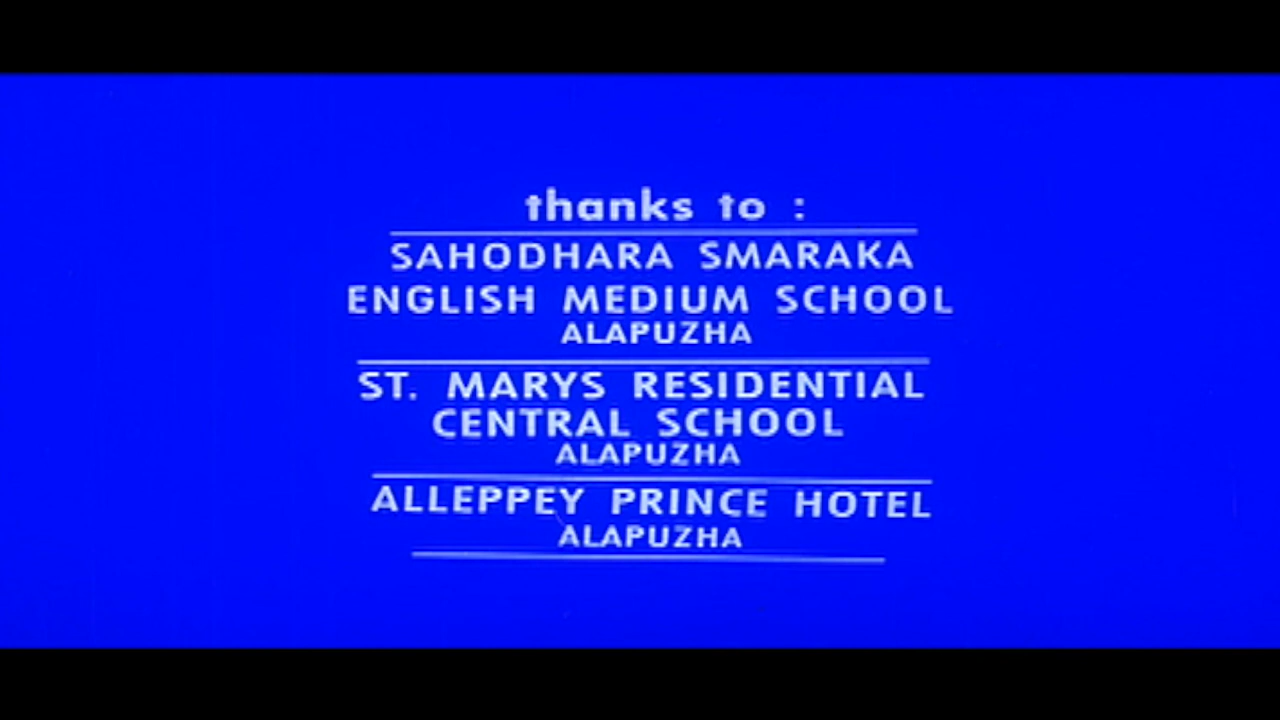 thanks to :
SAHODHARA SMARAKA
ENGLISH MEDIUM SCHOOL
ALAPUZHA
ST. MARYS RESIDENTIAL
CENTRAL SCHOOL
ALAPUZHA
ALLEPPEY PRINCE HOTEL
ALAPUZHA